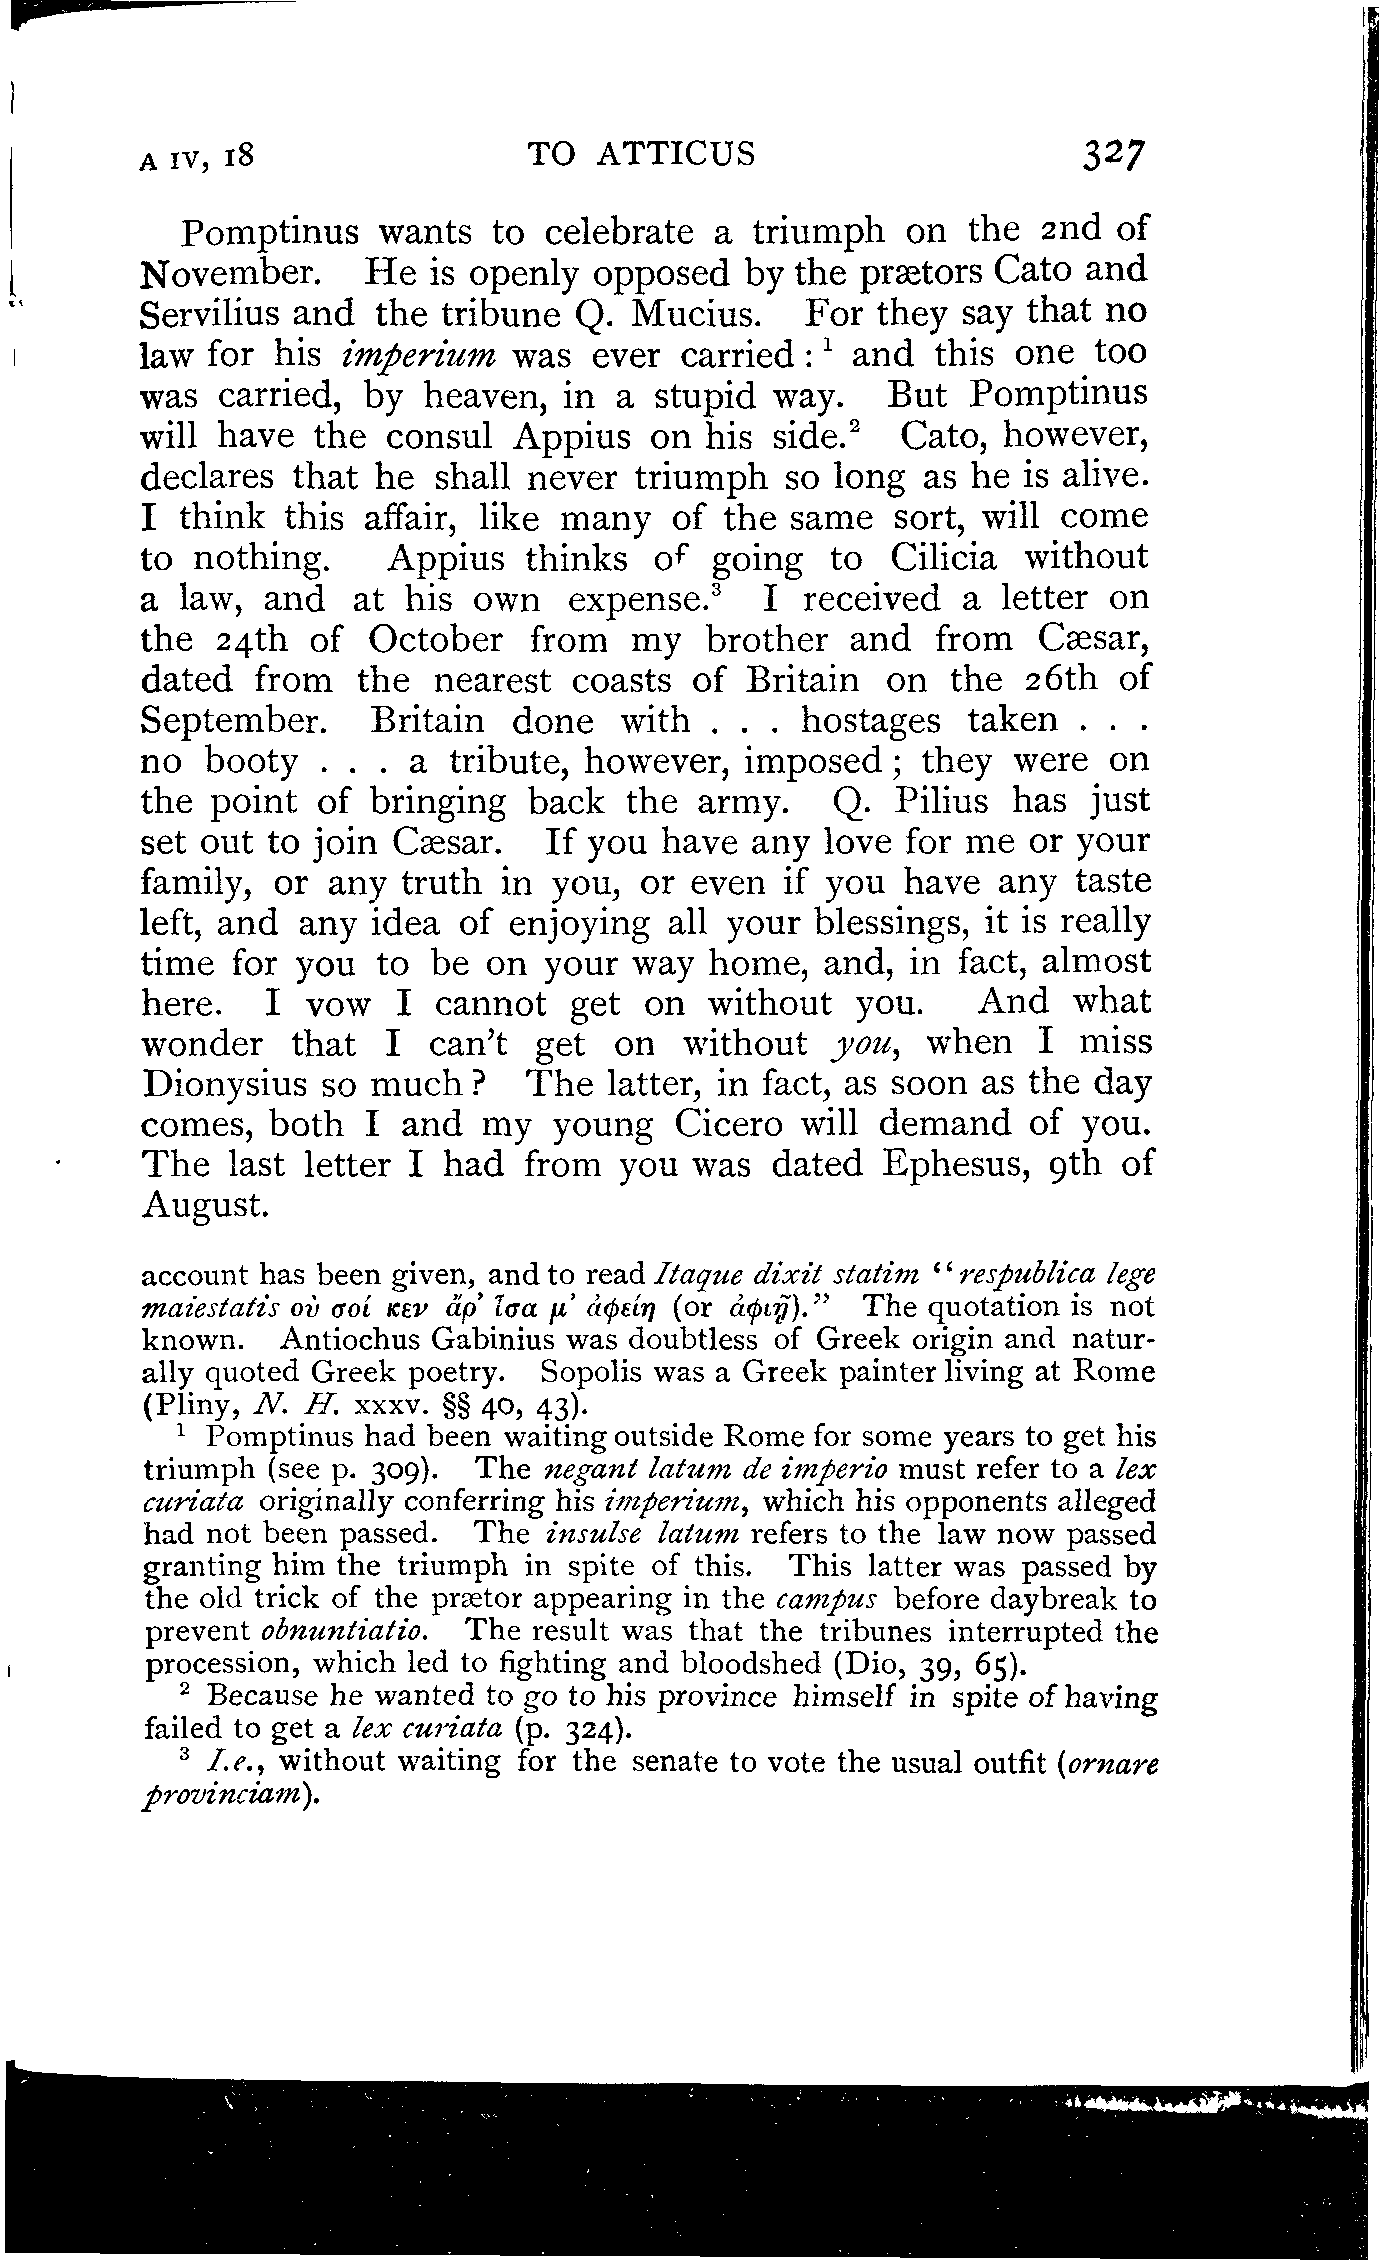 A IV, 18 TO ATTICUS 327
Pomptinus wants to celebrate a triumph on the 2nd of
November. He is openly opposed by the prætors Cato and
Servilius and the tribune Q. Mucius. For they say that no
law for his imperium was ever carried :¹ and this one too
was carried, by heaven, in a stupid way. But Pomptinus
will have the consul Appius on his side.² Cato, however,
declares that he shall never triumph so long as he is alive.
I think this affair, like many of the same sort, will come
to nothing. Appius thinks of going to Cilicia without
a law, and at his own expense.³ I received a letter on
the 24th of October from my brother and from Cæsar,
dated from the nearest coasts of Britain on the 26th of
September. Britain done with . . . hostages taken . . .
no booty . . . a tribute, however, imposed ; they were on
the point of bringing back the army. Q. Pilius has just
set out to join Cæsar. If you have any love for me or your
family, or any truth in you, or even if you have any taste
left, and any idea of enjoying all your blessings, it is really
time for you to be on your way home, and, in fact, almost
here. I vow I cannot get on without you. And what
wonder that I can't get on without you, when I miss
Dionysius so much ? The latter, in fact, as soon as the day
comes, both I and my young Cicero will demand of you.
The last letter I had from you was dated Ephesus, 9th of
August.
account has been given, and to read Itaque dixit statim “respublica lege
maiestatis οὐ σοί κεν ἄρ’ ἶσα μ’ ἀφείη (or ἀφιῇ).” The quotation is not
known. Antiochus Gabinius was doubtless of Greek origin and natur-
ally quoted Greek poetry. Sopolis was a Greek painter living at Rome
(Pliny, N. H. xxxv. §§ 40, 43).
¹ Pomptinus had been waiting outside Rome for some years to get his
triumph (see p. 309). The negant latum de imperio must refer to a lex
curiata originally conferring his imperium, which his opponents alleged
had not been passed. The insulse latum refers to the law now passed
granting him the triumph in spite of this. This latter was passed by
the old trick of the prætor appearing in the campus before daybreak to
prevent obnuntiatio. The result was that the tribunes interrupted the
procession, which led to fighting and bloodshed (Dio, 39, 65).
² Because he wanted to go to his province himself in spite of having
failed to get a lex curiata (p. 324).
³ I.e., without waiting for the senate to vote the usual outfit (ornare
provinciam).